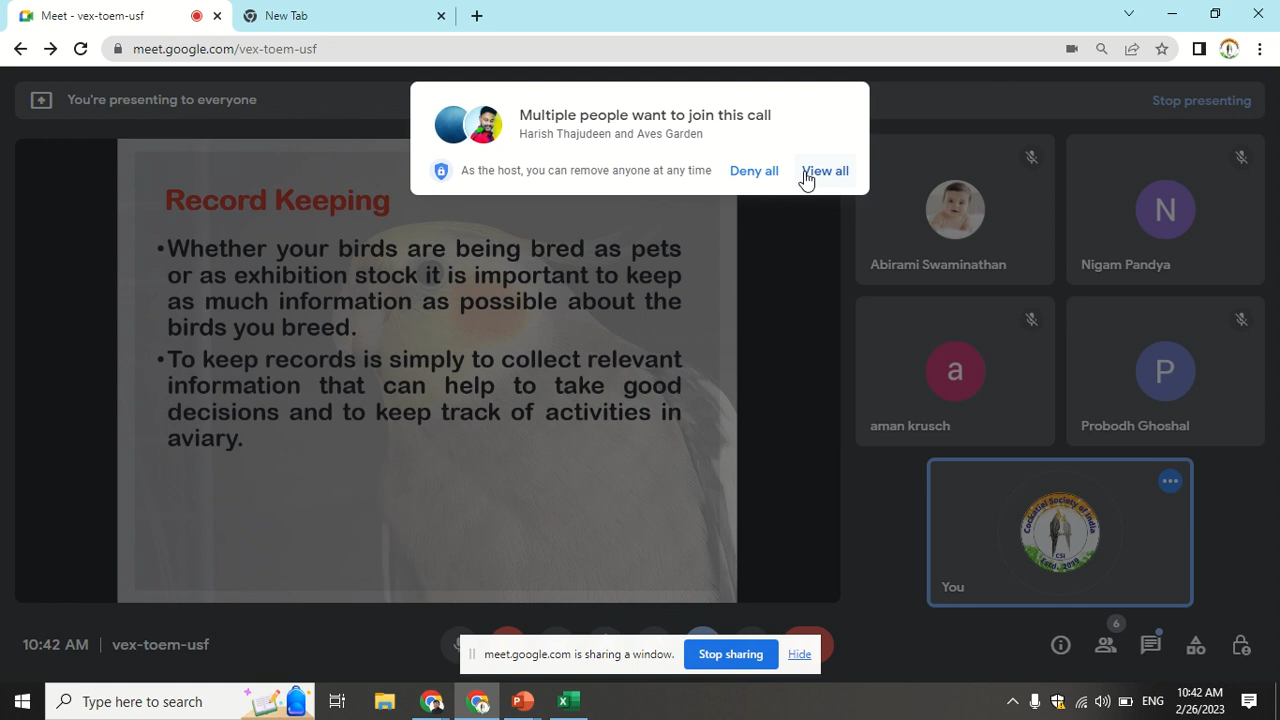 Meet - vex-toem-usf
New Tab
meet.google.com/vex-toem-usf
You're presenting to everyone
Stop presenting
Multiple people want to join this call
Harish Thajudeen and Aves Garden
As the host, you can remove anyone at any time
Deny all
View all
Record Keeping
•Whether your birds are being bred as pets
or as exhibition stock it is important to keep
as much information as possible about the
birds you breed.
•To keep records is simply to collect relevant
information that can help to take good
decisions and to keep track of activities in
aviary.
Abirami Swaminathan
N
Nigam Pandya
a
aman krusch
P
Probodh Ghoshal
Cockatiel Society of India
CSI
Estd. 2019
You
10:42 AM | vex-toem-usf
meet.google.com is sharing a window.
Stop sharing
Hide
6
Type here to search
ENG
10:42 AM
2/26/2023